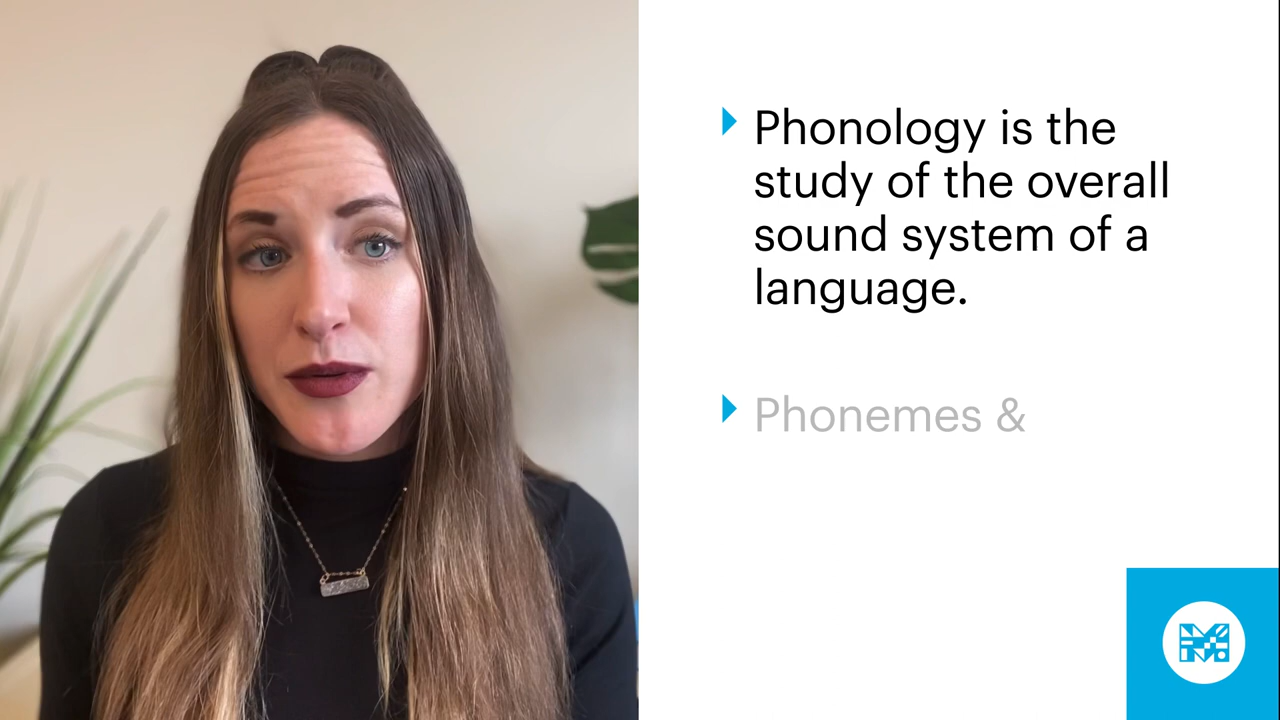 Phonology is the
study of the overall
sound system of a
language.
Phonemes &